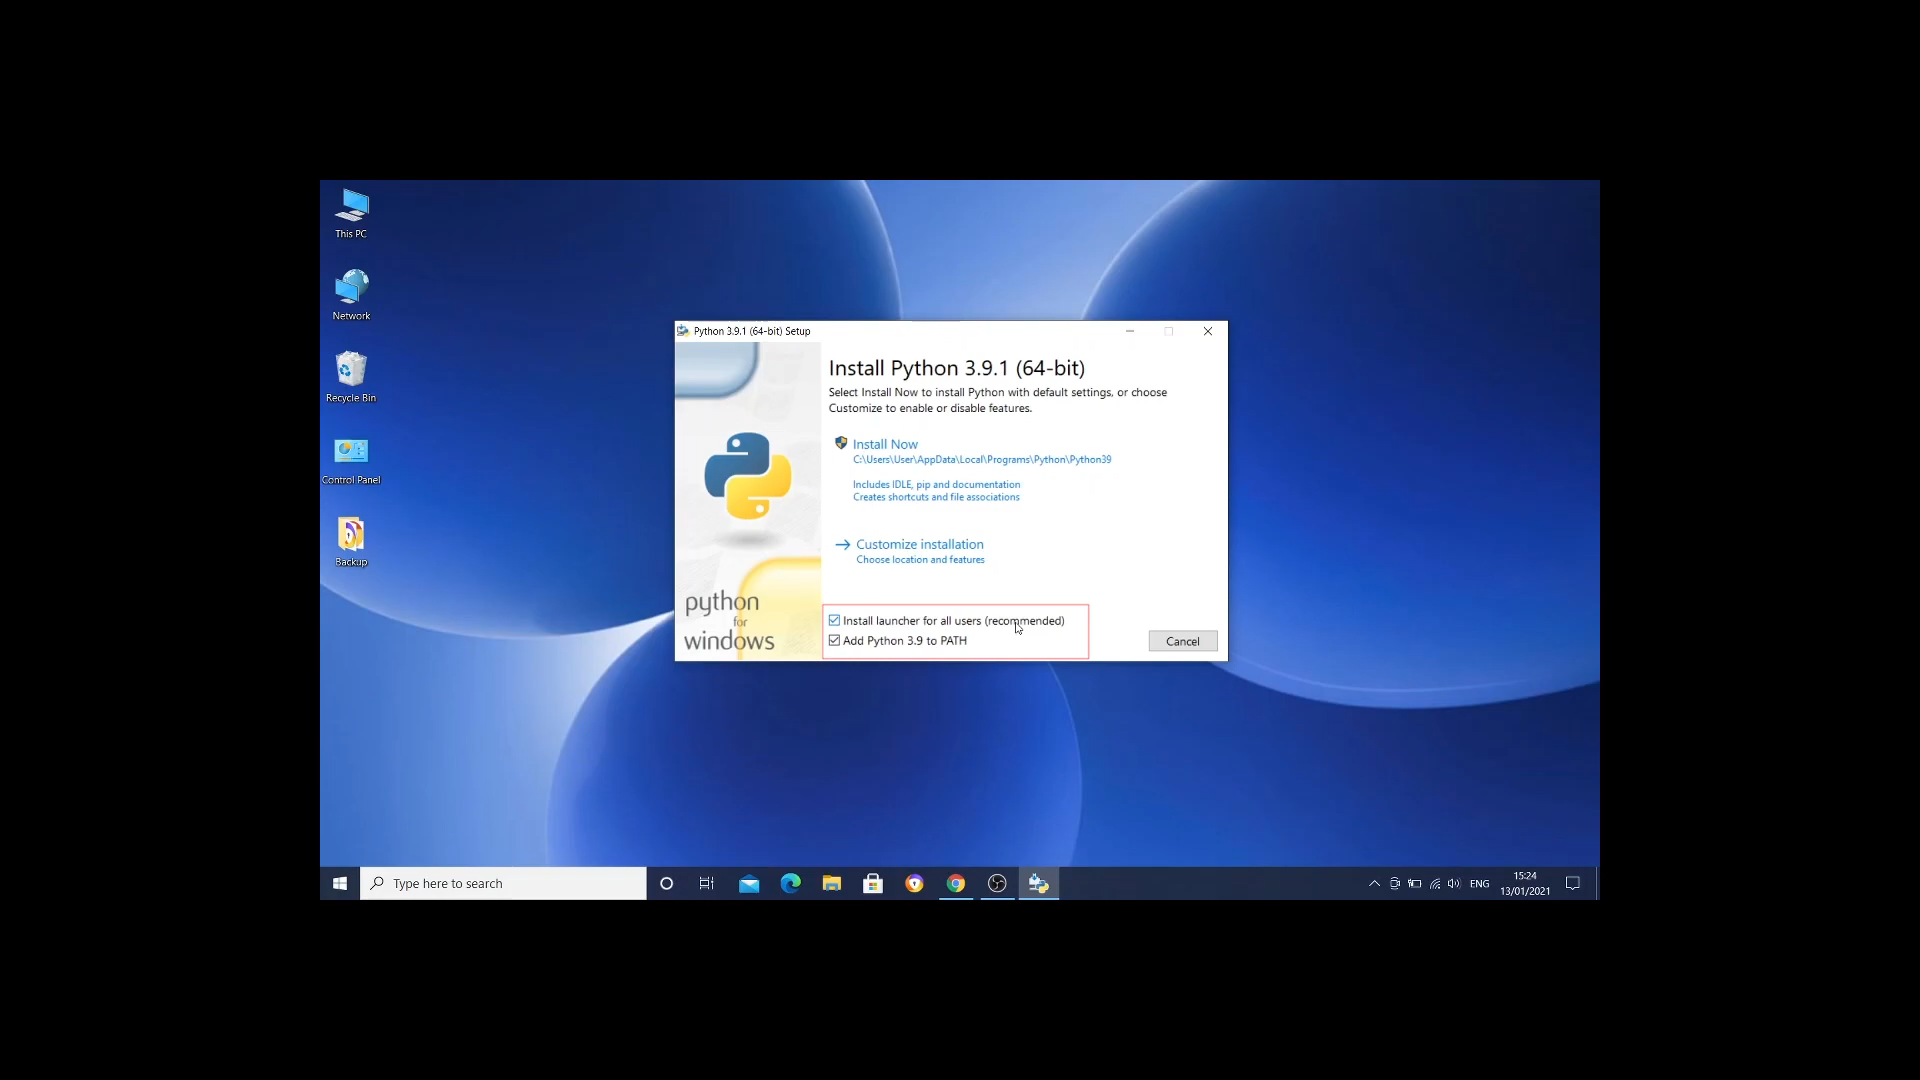 This PC
Network
Recycle Bin
Control Panel
Backup
Python 3.9.1 (64-bit) Setup
Install Python 3.9.1 (64-bit)
Select Install Now to install Python with default settings, or choose
Customize to enable or disable features.
Install Now
C:\Users\User\AppData\Local\Programs\Python\Python39
Includes IDLE, pip and documentation
Creates shortcuts and file associations
Customize installation
Choose location and features
python
for
windows
Install launcher for all users (recommended)
Add Python 3.9 to PATH
Cancel
Type here to search
ENG
15:24
13/01/2021